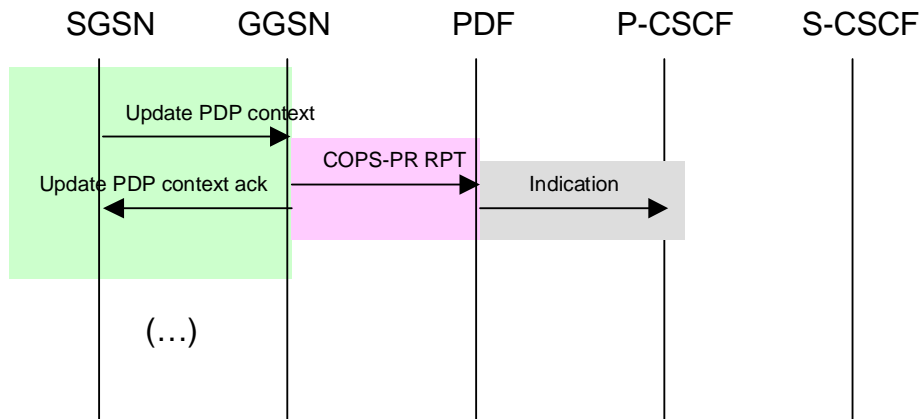 SGSN GGSN PDF P-CSCF S-CSCF
Update PDP context
COPS-PR RPT
Update PDP context ack
Indication
(…)